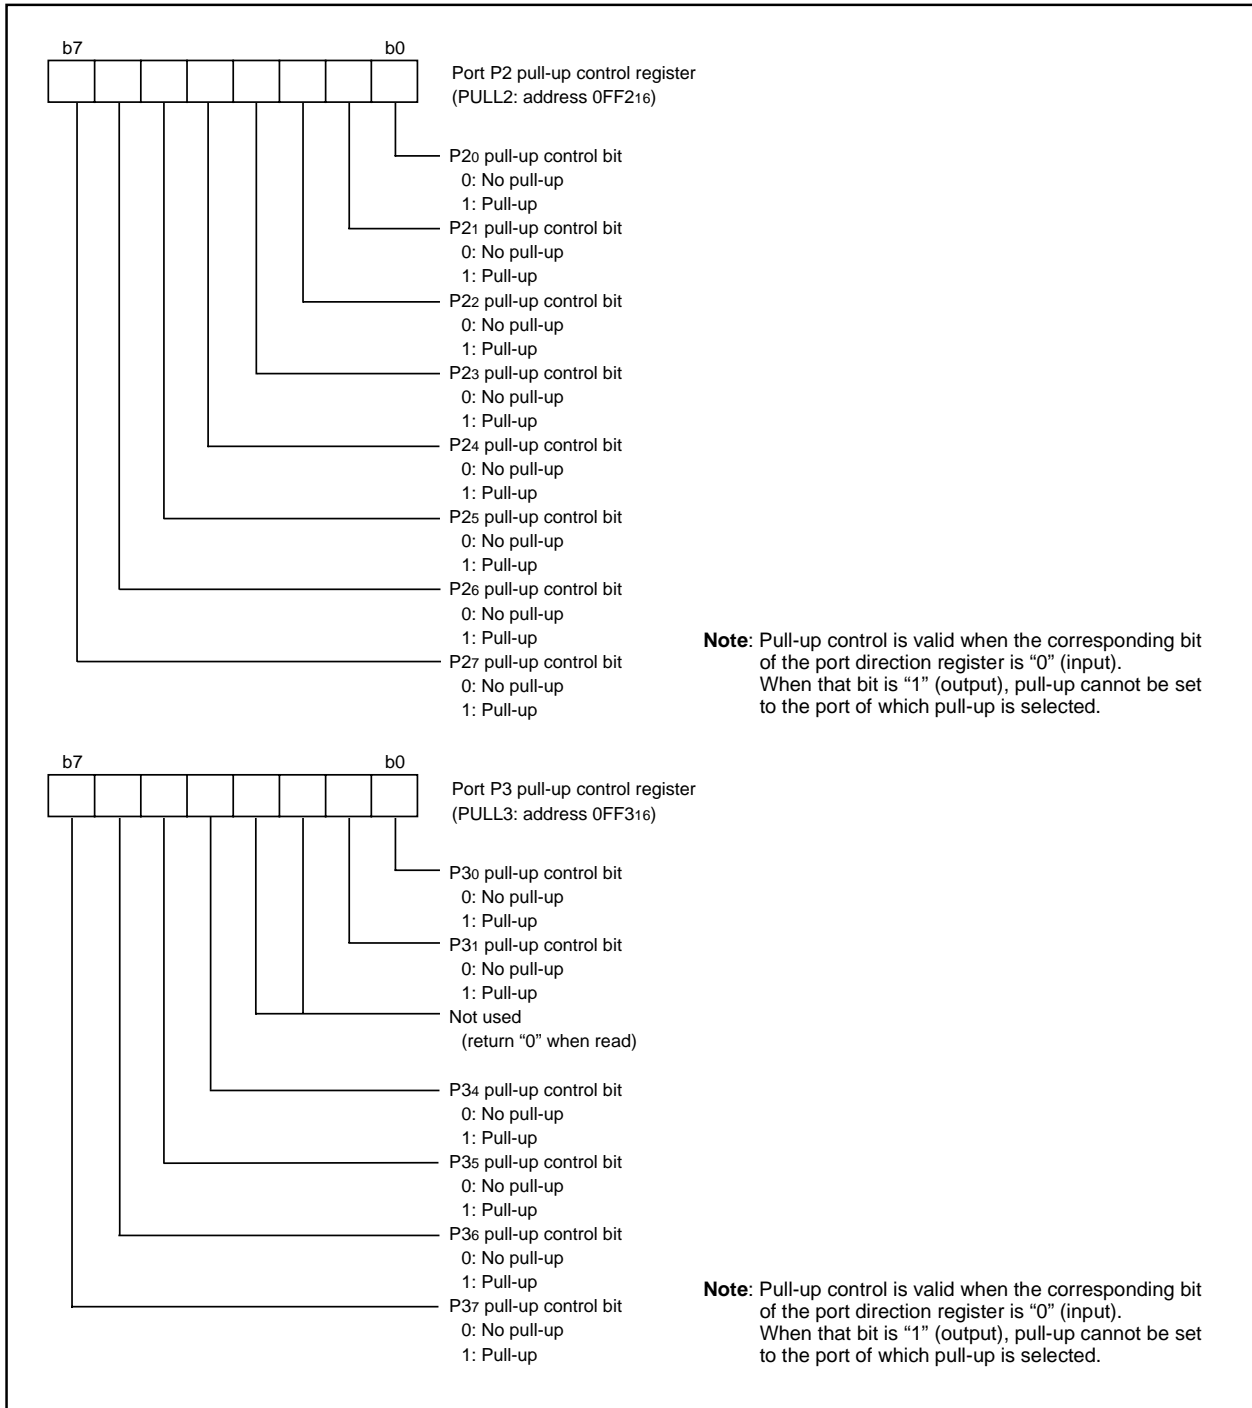 b7 b0
Port P2 pull-up control register
(PULL2: address 0FF216)
P20 pull-up control bit
0: No pull-up
1: Pull-up
P21 pull-up control bit
0: No pull-up
1: Pull-up
P22 pull-up control bit
0: No pull-up
1: Pull-up
P23 pull-up control bit
0: No pull-up
1: Pull-up
P24 pull-up control bit
0: No pull-up
1: Pull-up
P25 pull-up control bit
0: No pull-up
1: Pull-up
P26 pull-up control bit
0: No pull-up
1: Pull-up
P27 pull-up control bit
0: No pull-up
1: Pull-up
Note: Pull-up control is valid when the corresponding bit
of the port direction register is “0” (input).
When that bit is “1” (output), pull-up cannot be set
to the port of which pull-up is selected.
b7 b0
Port P3 pull-up control register
(PULL3: address 0FF316)
P30 pull-up control bit
0: No pull-up
1: Pull-up
P31 pull-up control bit
0: No pull-up
1: Pull-up
Not used
(return “0” when read)
P34 pull-up control bit
0: No pull-up
1: Pull-up
P35 pull-up control bit
0: No pull-up
1: Pull-up
P36 pull-up control bit
0: No pull-up
1: Pull-up
P37 pull-up control bit
0: No pull-up
1: Pull-up
Note: Pull-up control is valid when the corresponding bit
of the port direction register is “0” (input).
When that bit is “1” (output), pull-up cannot be set
to the port of which pull-up is selected.